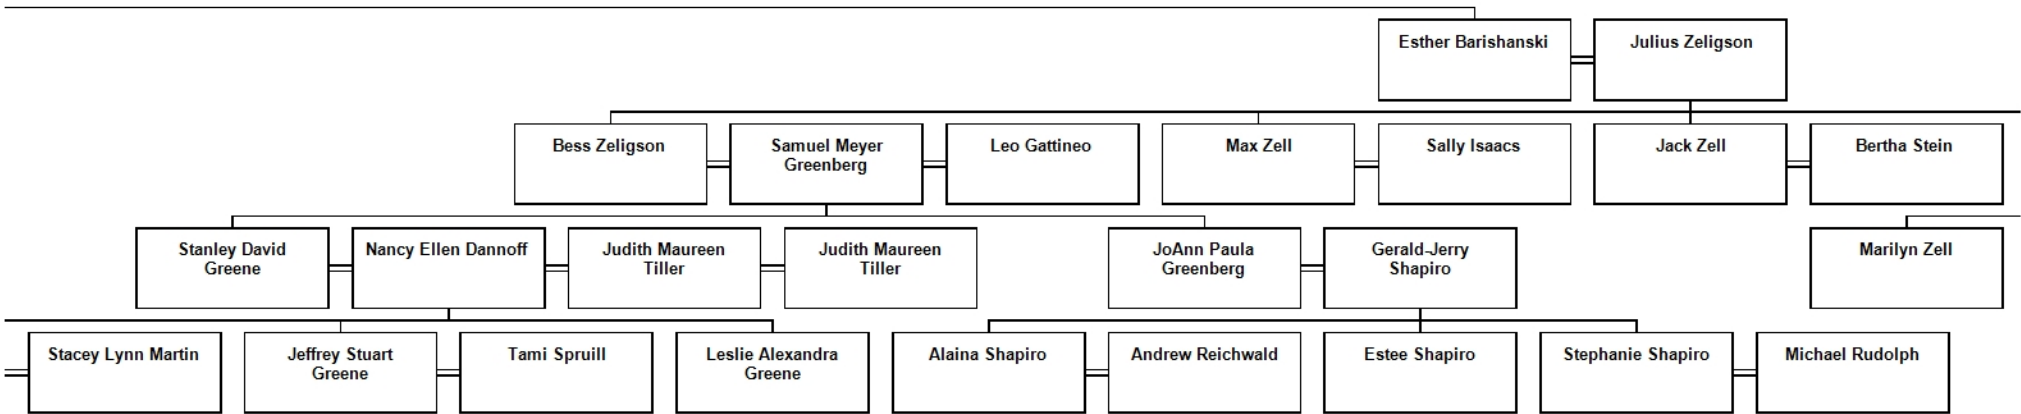 Esther Barishanski
Julius Zeligson
Bess Zeligson
Samuel Meyer
Greenberg
Leo Gattineo
Max Zell
Sally Isaacs
Jack Zell
Bertha Stein
Stanley David
Greene
Nancy Ellen Dannoff
Judith Maureen
Tiller
Judith Maureen
Tiller
JoAnn Paula
Greenberg
Gerald-Jerry
Shapiro
Marilyn Zell
Stacey Lynn Martin
Jeffrey Stuart
Greene
Tami Spruill
Leslie Alexandra
Greene
Alaina Shapiro
Andrew Reichwald
Estee Shapiro
Stephanie Shapiro
Michael Rudolph